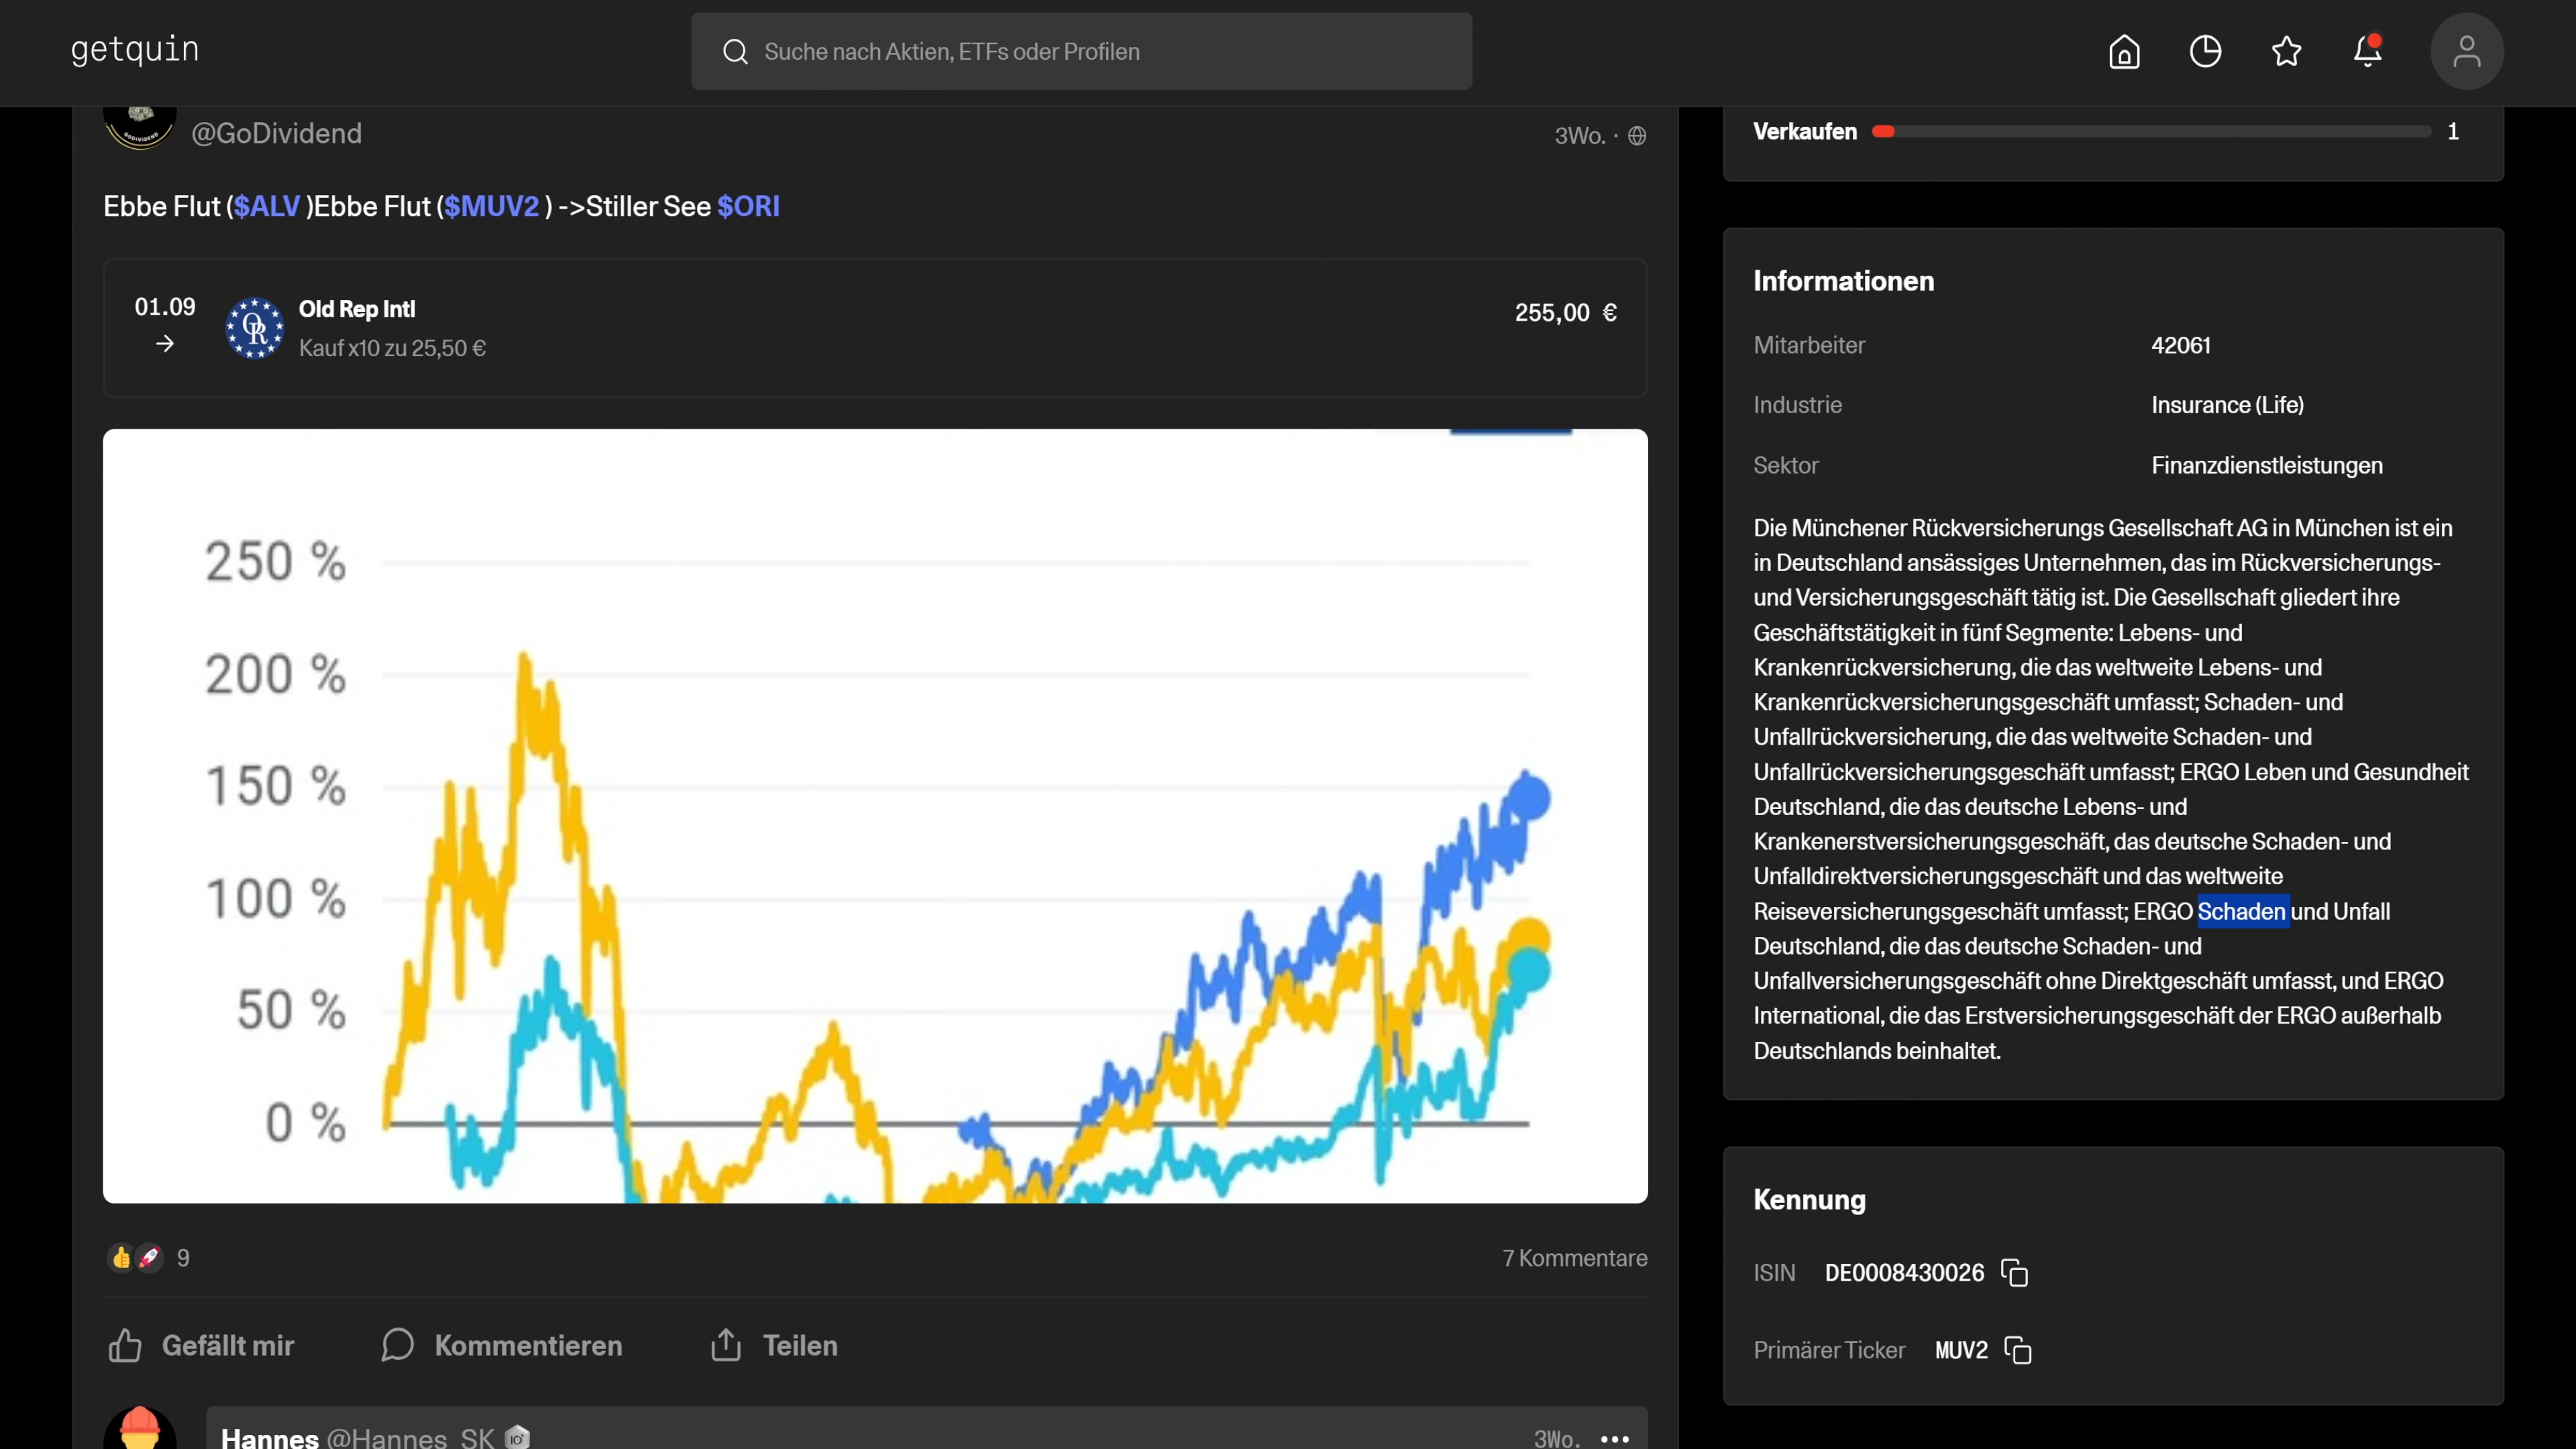 getquin
Suche nach Aktien, ETFs oder Profilen
@GoDividend
3Wo. ·
Ebbe Flut ($ALV )Ebbe Flut ($MUV2 ) ->Stiller See $ORI
01.09
Old Rep Intl
Kauf x10 zu 25,50 €
255,00 €
250 %
200 %
150 %
100 %
50 %
0 %
9
7 Kommentare
Gefällt mir
Kommentieren
Teilen
Hannes @Hannes_SK
3Wo.
Verkaufen
1
Informationen
Mitarbeiter 42061
Industrie Insurance (Life)
Sektor Finanzdienstleistungen
Die Münchener Rückversicherungs Gesellschaft AG in München ist ein
in Deutschland ansässiges Unternehmen, das im Rückversicherungs-
und Versicherungsgeschäft tätig ist. Die Gesellschaft gliedert ihre
Geschäftstätigkeit in fünf Segmente: Lebens- und
Krankenrückversicherung, die das weltweite Lebens- und
Krankenrückversicherungsgeschäft umfasst; Schaden- und
Unfallrückversicherung, die das weltweite Schaden- und
Unfallrückversicherungsgeschäft umfasst; ERGO Leben und Gesundheit
Deutschland, die das deutsche Lebens- und
Krankenerstversicherungsgeschäft, das deutsche Schaden- und
Unfalldirektversicherungsgeschäft und das weltweite
Reiseversicherungsgeschäft umfasst; ERGO Schaden und Unfall
Deutschland, die das deutsche Schaden- und
Unfallversicherungsgeschäft ohne Direktgeschäft umfasst, und ERGO
International, die das Erstversicherungsgeschäft der ERGO außerhalb
Deutschlands beinhaltet.
Kennung
ISIN DE0008430026
Primärer Ticker MUV2